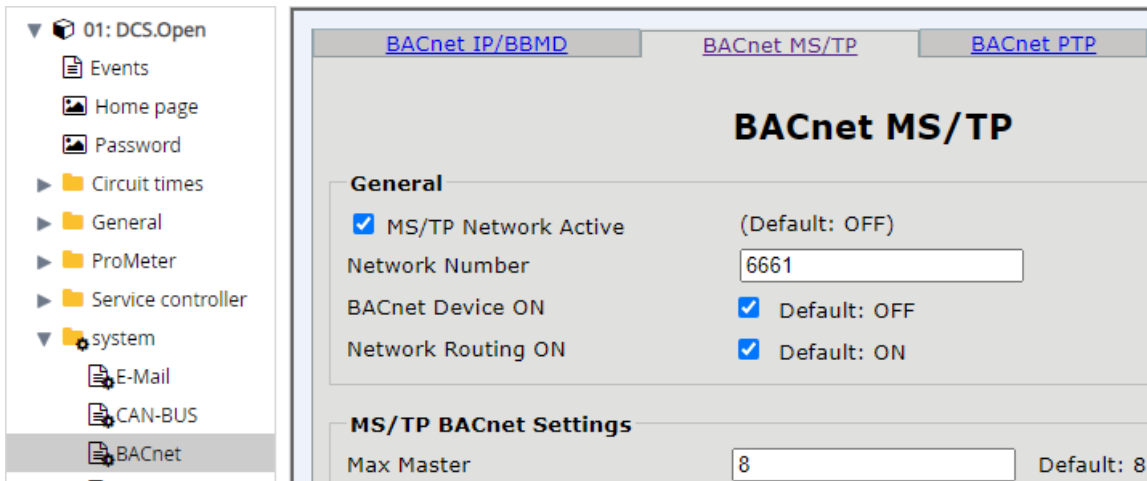 01: DCS.Open
Events
Home page
Password
Circuit times
General
ProMeter
Service controller
system
E-Mail
CAN-BUS
BACnet
BACnet IP/BBMD
BACnet MS/TP
BACnet PTP
BACnet MS/TP
General
MS/TP Network Active (Default: OFF)
Network Number 6661
BACnet Device ON Default: OFF
Network Routing ON Default: ON
MS/TP BACnet Settings
Max Master 8 Default: 8